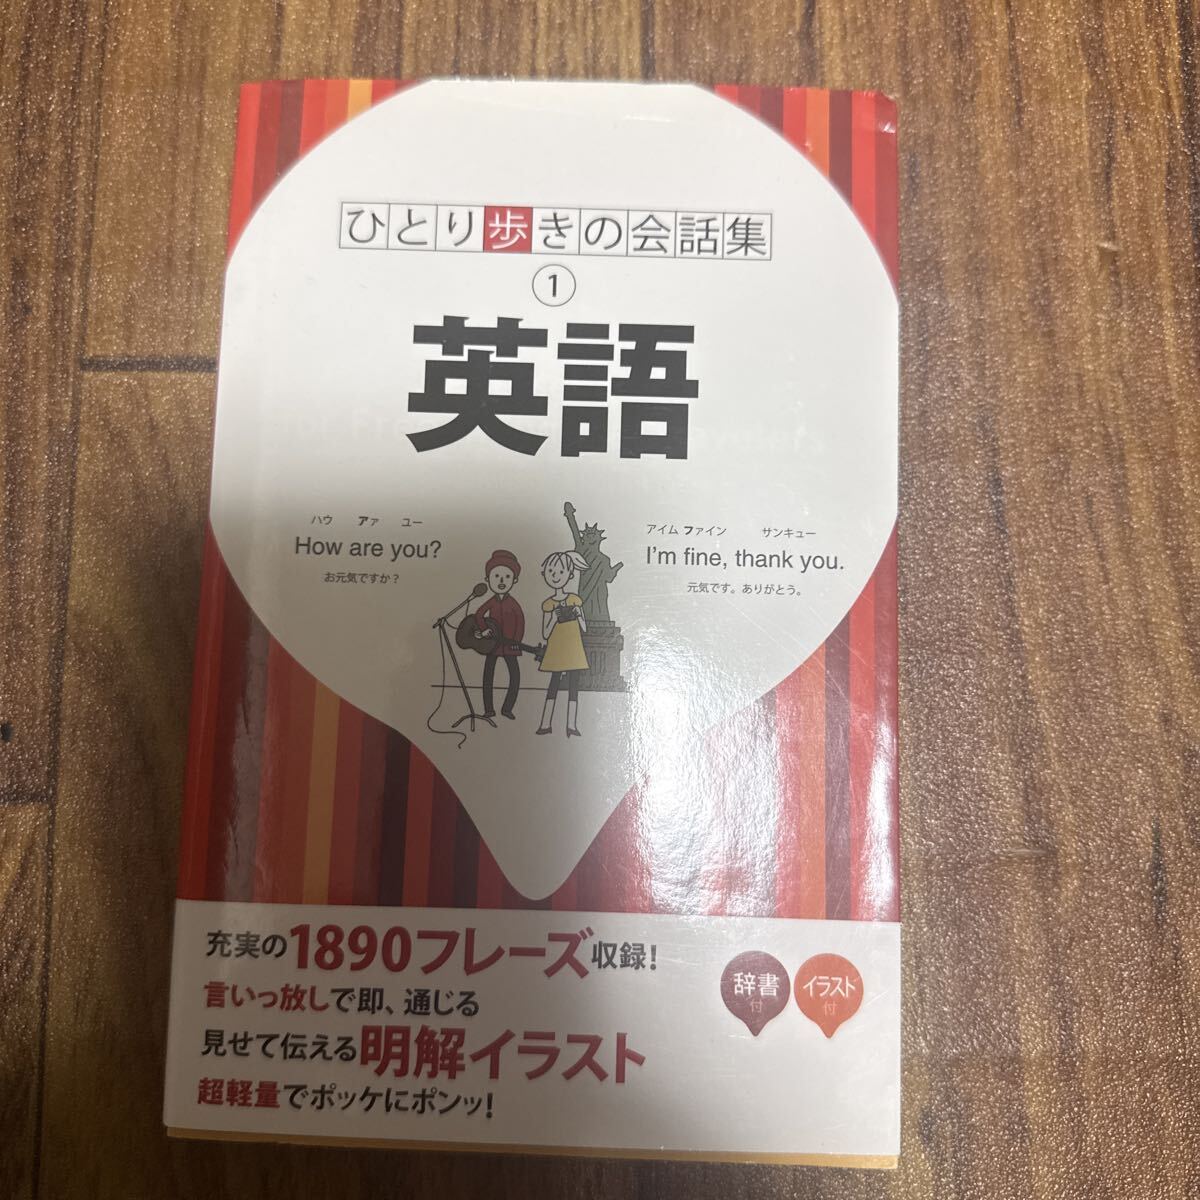 ひとり歩きの会話集
1
英語
ハウ アァ ユー
How are you?
お元気ですか？
アイム ファイン サンキュー
I'm fine, thank you.
元気です。ありがとう。
充実の1890フレーズ収録！
言いっ放しで即、通じる
見せて伝える明解イラスト
超軽量でポッケにポンッ！
辞書
付
イラスト
付